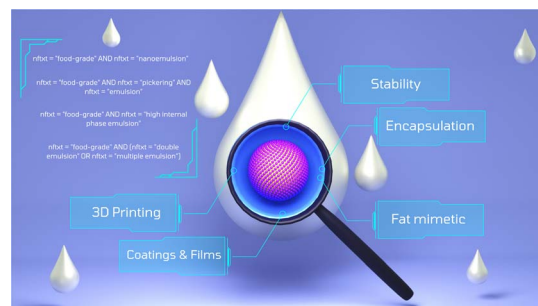 nftxt = "food-grade" AND nftxt = "nanoemulsion"
nftxt = "food-grade" AND nftxt = "pickering" AND
nftxt = "emulsion"
nftxt = "food-grade" AND nftxt = "high internal
phase emulsion"
nftxt = "food-grade" AND (nftxt = "double
emulsion" OR nftxt = "multiple emulsion")
Stability
Encapsulation
3D Printing
Fat mimetic
Coatings & Films